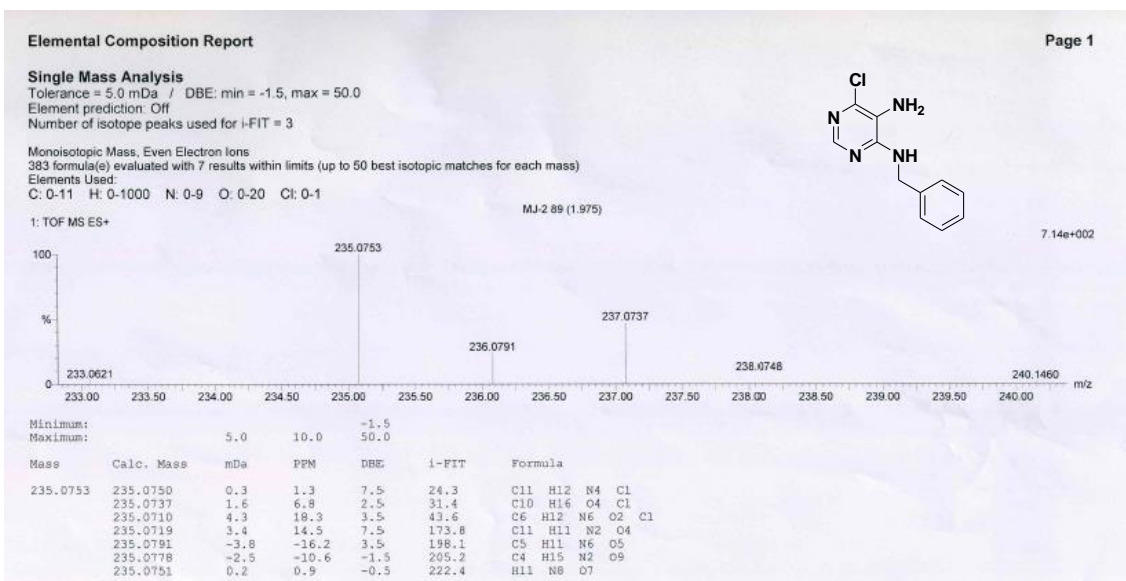 Elemental Composition Report
Page 1
Single Mass Analysis
Tolerance = 5.0 mDa / DBE: min = -1.5, max = 50.0
Element prediction: Off
Number of isotope peaks used for i-FIT = 3
Monoisotopic Mass, Even Electron Ions
383 formula(e) evaluated with 7 results within limits (up to 50 best isotopic matches for each mass)
Elements Used:
C: 0-11 H: 0-1000 N: 0-9 O: 0-20 Cl: 0-1
Cl
NH2
N
N
NH
MJ-2 89 (1.975)
1: TOF MS ES+
7.14e+002
100
%
0
235.0753
237.0737
236.0791
233.0621
238.0748
240.1460
m/z
233.00 233.50 234.00 234.50 235.00 235.50 236.00 236.50 237.00 237.50 238.00 238.50 239.00 239.50 240.00
Minimum: -1.5
Maximum: 5.0 10.0 50.0
Mass Calc. Mass mDa PPM DBE i-FIT Formula
235.0753 235.0750 0.3 1.3 7.5 24.3 C11 H12 N4 Cl
235.0737 1.6 6.8 2.5 31.4 C10 H16 O4 Cl
235.0710 4.3 18.3 3.5 43.6 C6 H12 N6 O2 Cl
235.0719 3.4 14.5 7.5 173.8 C11 H11 N2 O4
235.0791 -3.8 -16.2 3.5 198.1 C5 H11 N6 O5
235.0778 -2.5 -10.6 -1.5 205.2 C4 H15 N2 O9
235.0751 0.2 0.9 -0.5 222.4 H11 N8 O7